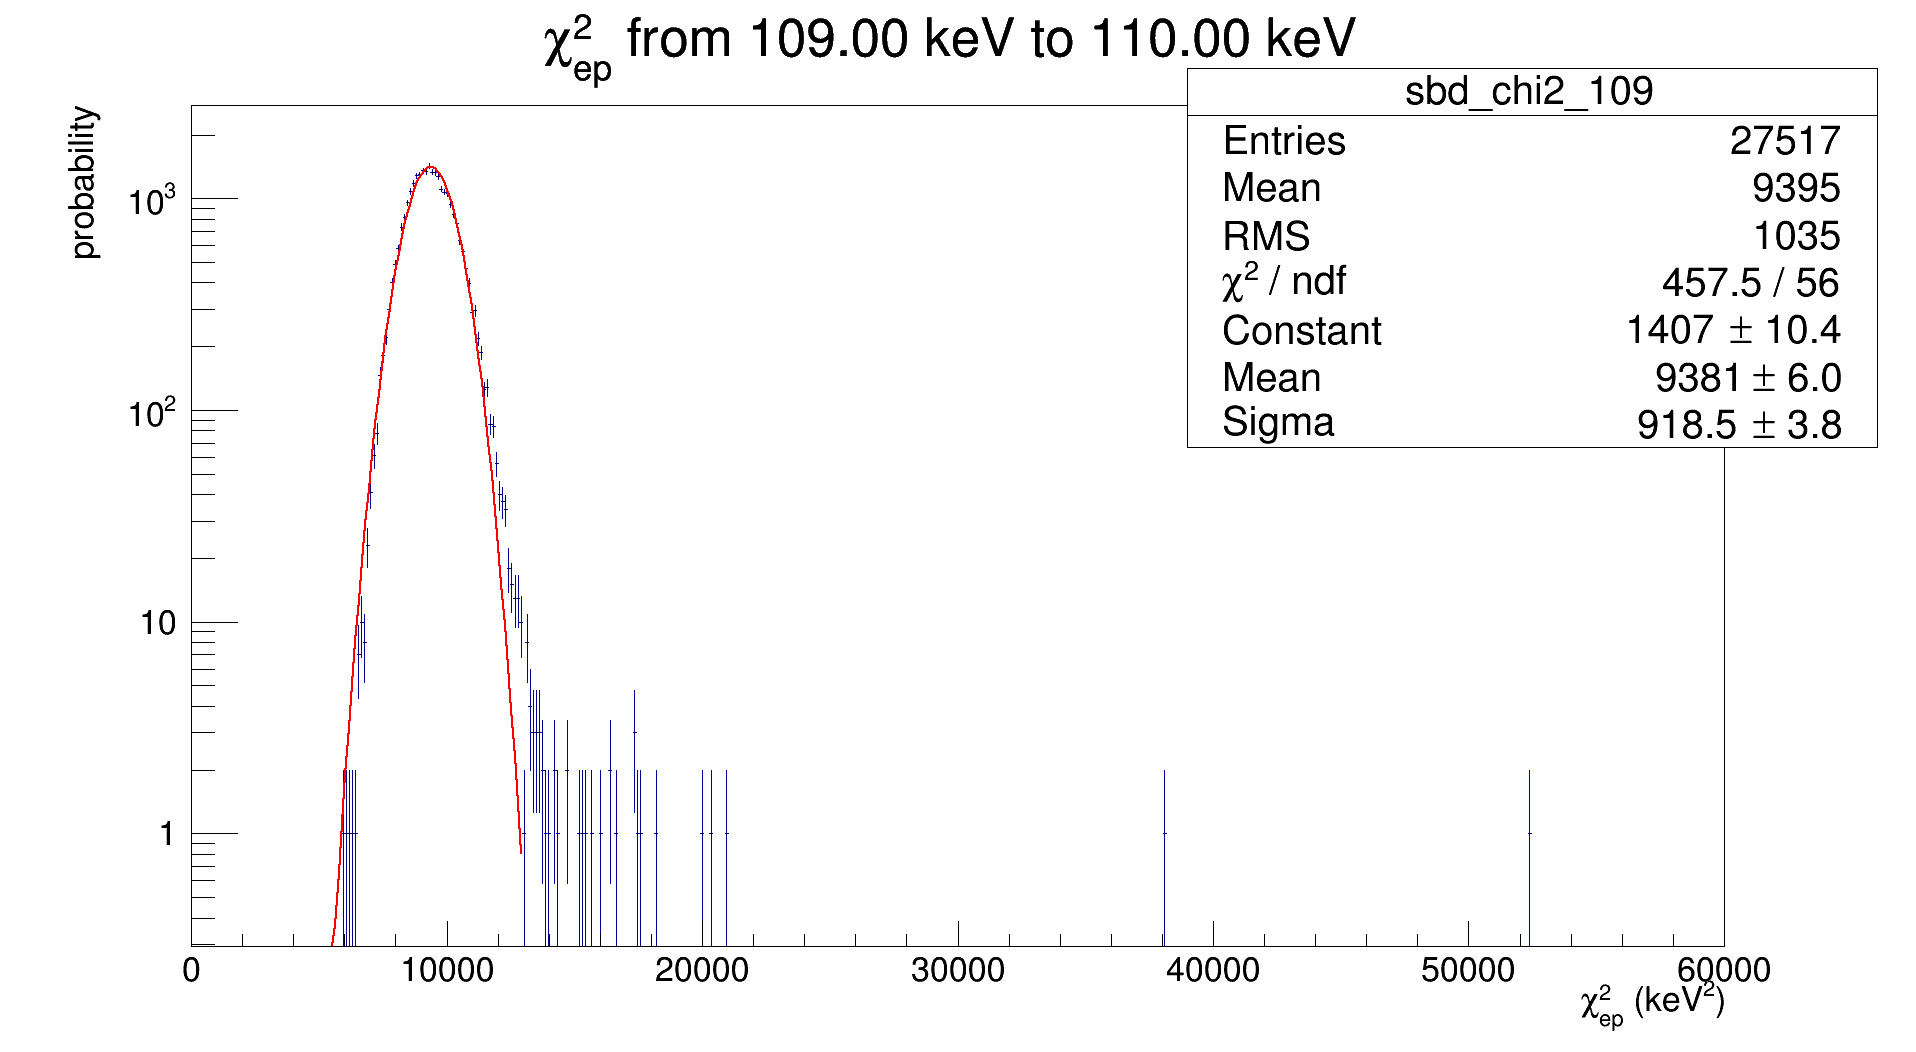 χ²ep from 109.00 keV to 110.00 keV
sbd_chi2_109
Entries 27517
Mean 9395
RMS 1035
χ² / ndf 457.5 / 56
Constant 1407 ± 10.4
Mean 9381 ± 6.0
Sigma 918.5 ± 3.8
probability
10³
10²
10
1
0 10000 20000 30000 40000 50000 60000
χ²ep (keV²)